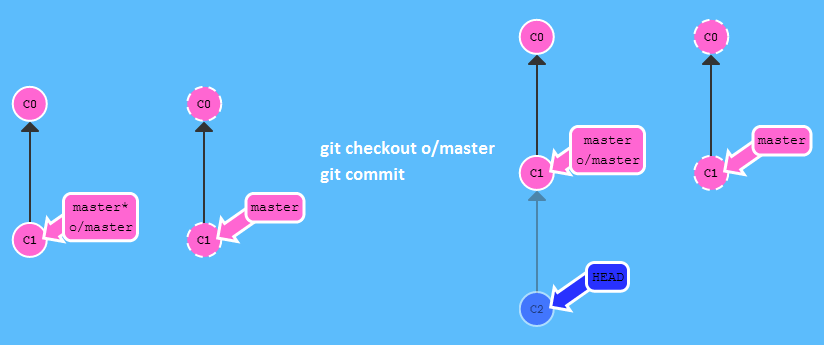 C0
C0
C1
master*
o/master
C1
master
git checkout o/master
git commit
C0
C0
C1
master
o/master
C1
master
C2
HEAD